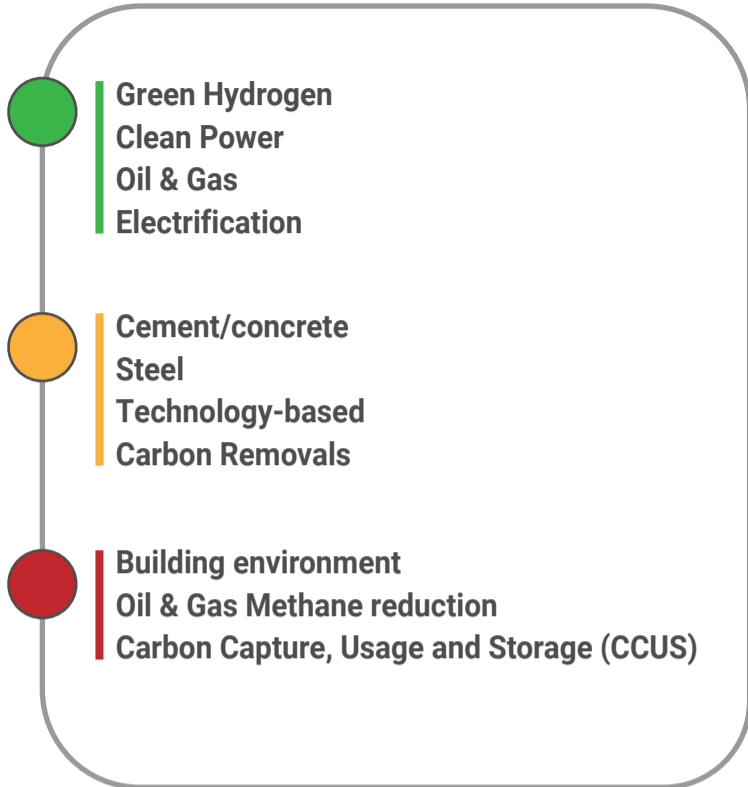 Green Hydrogen
Clean Power
Oil & Gas
Electrification
Cement/concrete
Steel
Technology-based
Carbon Removals
Building environment
Oil & Gas Methane reduction
Carbon Capture, Usage and Storage (CCUS)